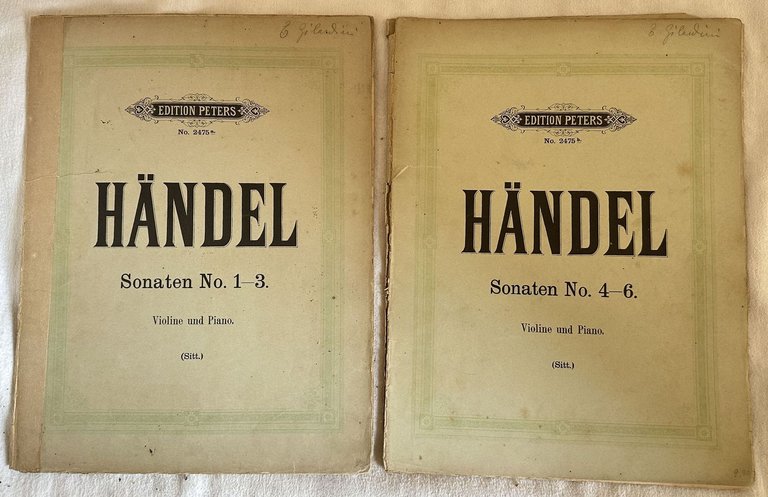 EDITION PETERS
No. 2475a
HÄNDEL
Sonaten No. 1–3.
Violine und Piano.
(Sitt.)
EDITION PETERS
No. 2475b
HÄNDEL
Sonaten No. 4–6.
Violine und Piano.
(Sitt.)